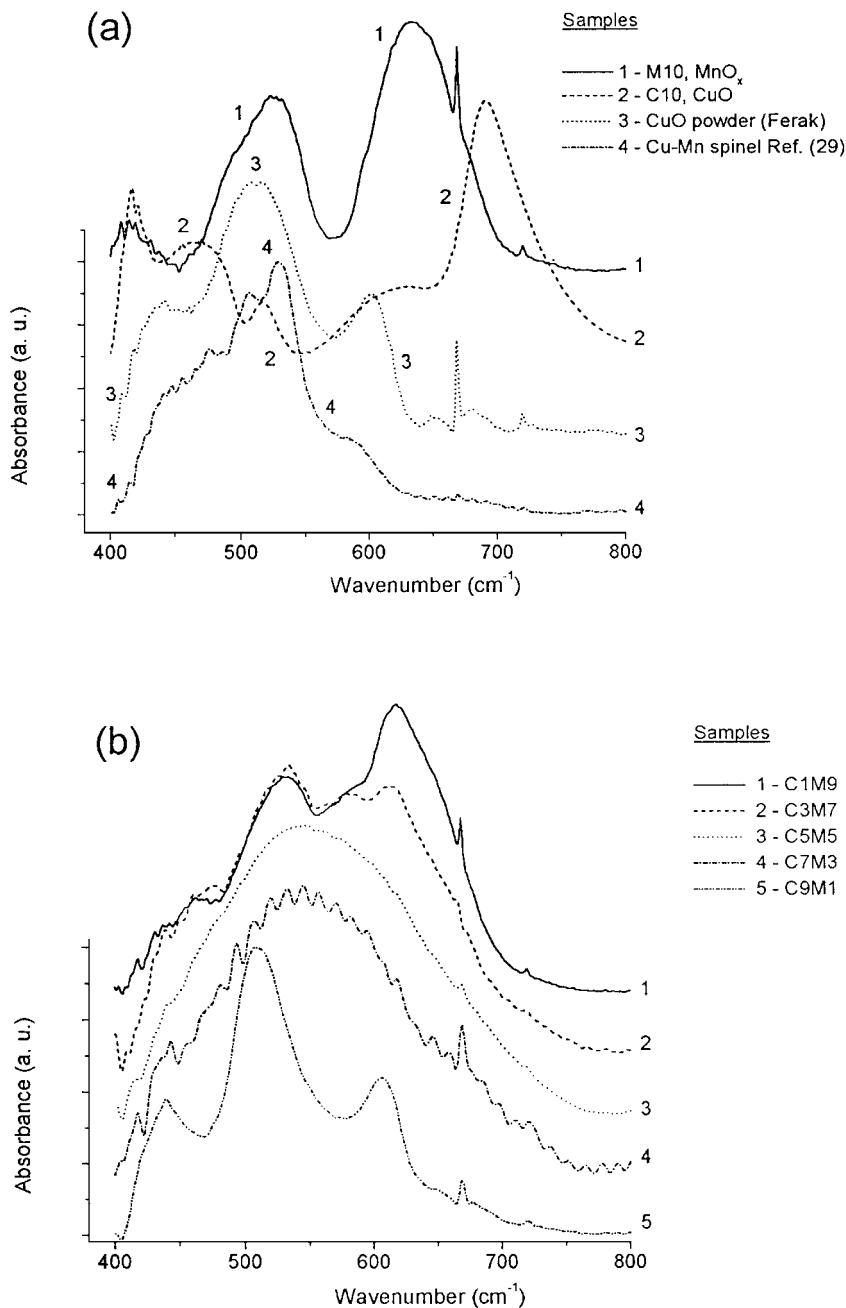 (a)
Samples
1 - M10, MnOₓ
2 - C10, CuO
3 - CuO powder (Ferak)
4 - Cu-Mn spinel Ref. (29)
1
1
2
3
2
4
3
4
2
3
4
1
2
3
4
Absorbance (a. u.)
400 500 600 700 800
Wavenumber (cm⁻¹)
(b)
Samples
1 - C1M9
2 - C3M7
3 - C5M5
4 - C7M3
5 - C9M1
1
2
3
4
5
Absorbance (a. u.)
400 500 600 700 800
Wavenumber (cm⁻¹)